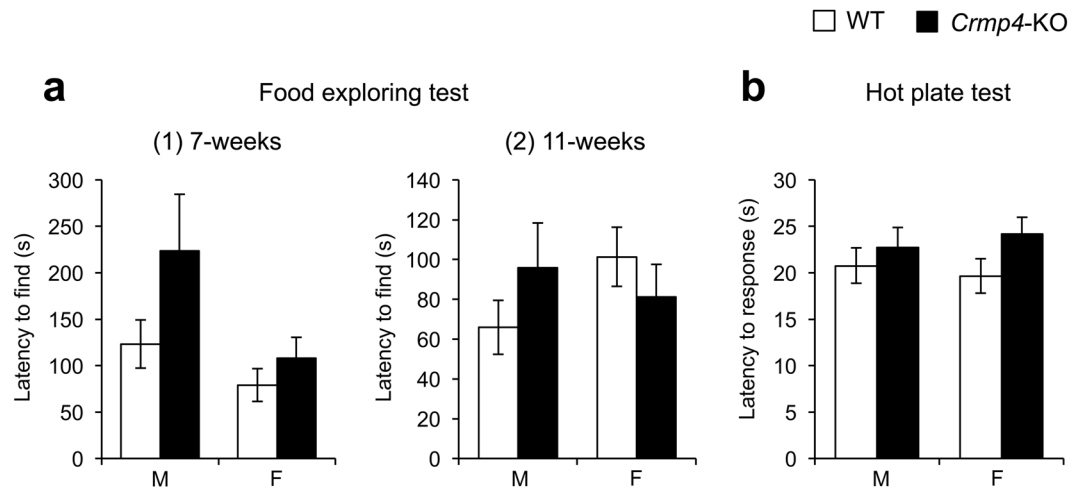 WT Crmp4-KO
a Food exploring test
(1) 7-weeks
300
250
200
150
100
50
0
Latency to find (s)
M F
(2) 11-weeks
140
120
100
80
60
40
20
0
Latency to find (s)
M F
b Hot plate test
30
25
20
15
10
5
0
Latency to response (s)
M F